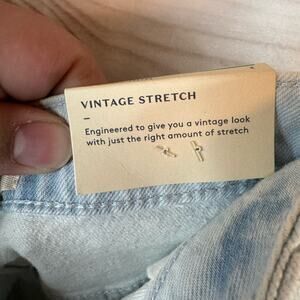 VINTAGE STRETCH
–
Engineered to give you a vintage look
with just the right amount of stretch